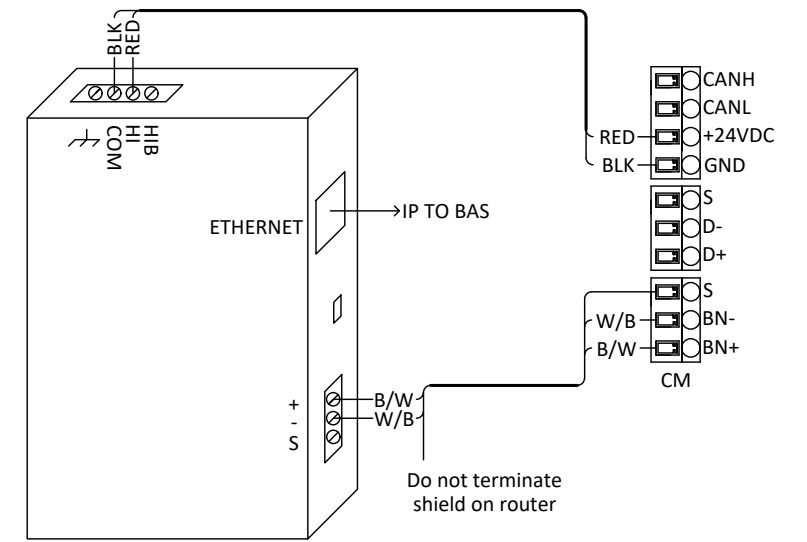 BLK
RED
COM
HI
HIB
ETHERNET
IP TO BAS
+
-
S
B/W
W/B
Do not terminate
shield on router
RED
BLK
CANH
CANL
+24VDC
GND
S
D-
D+
S
W/B
BN-
B/W
BN+
CM